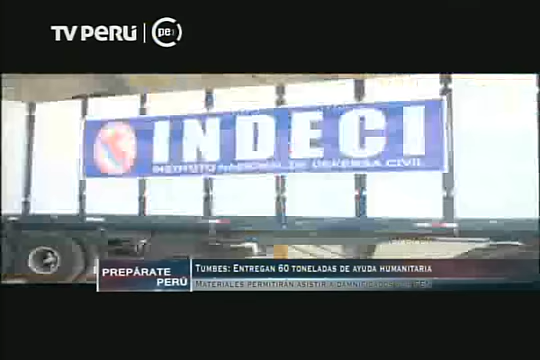 TV PERÚ pe
INDECI
INSTITUTO NACIONAL DE DEFENSA CIVIL
PREPÁRATE
PERÚ
TUMBES: ENTREGAN 60 TONELADAS DE AYUDA HUMANITARIA
MATERIALES PERMITIRÁN ASISTIR A DAMNIFICADOS